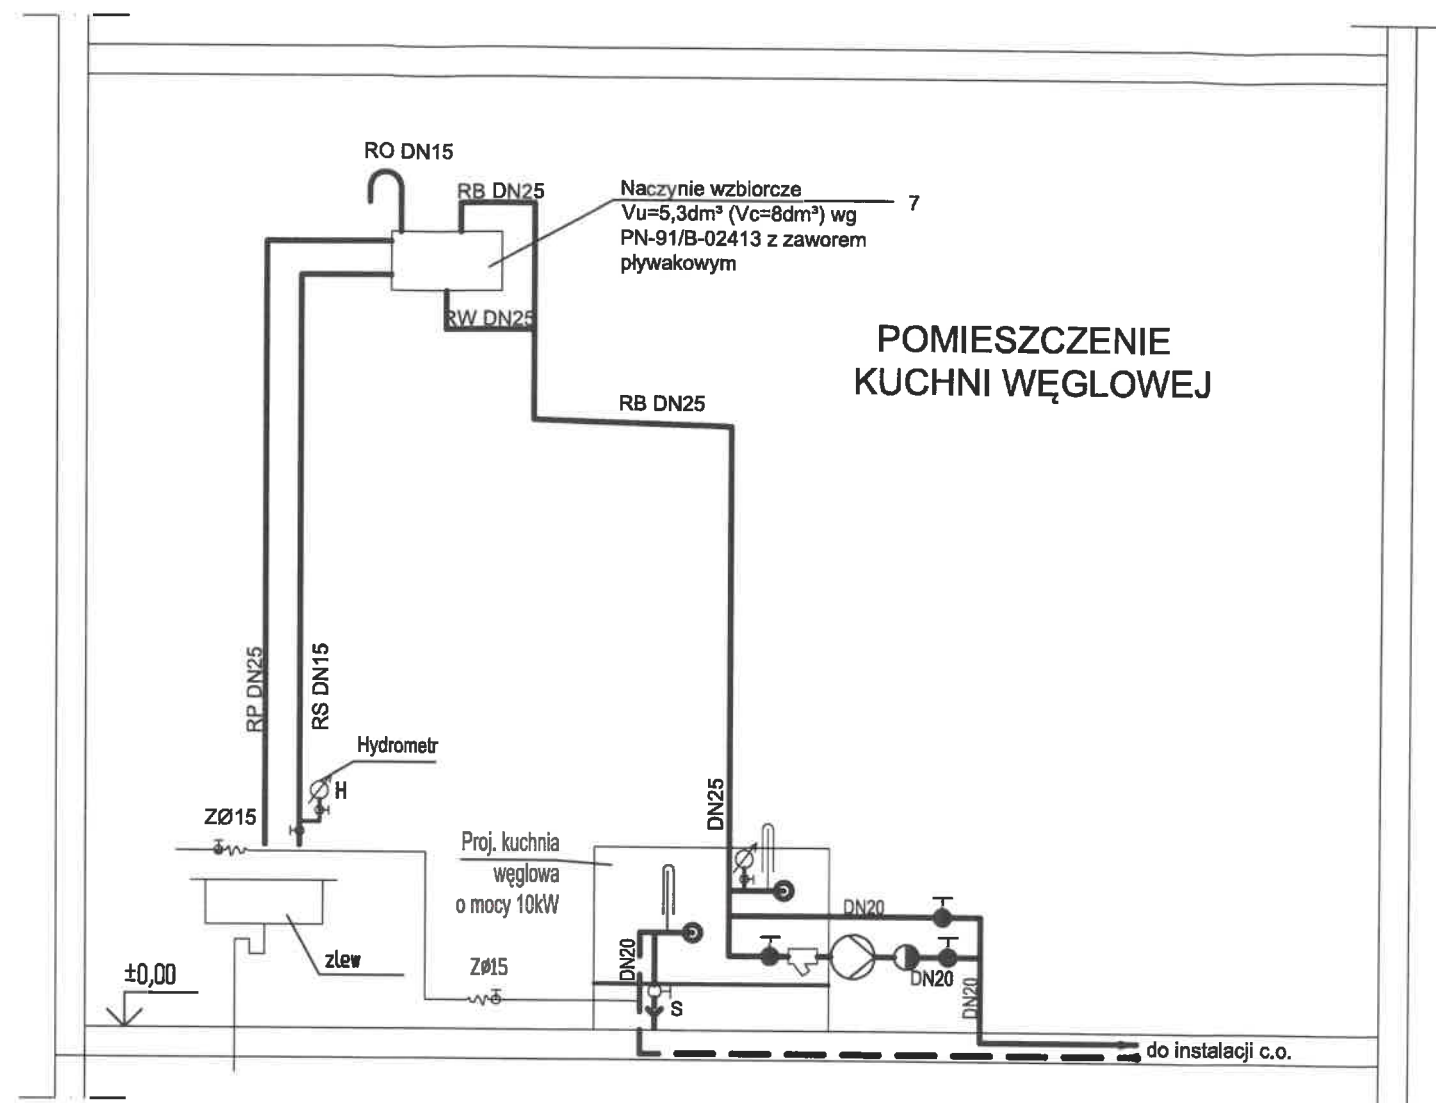 RO DN15
RB DN25
Naczynie wzbiorcze
7
Vu=5,3dm³ (Vc=8dm³) wg
PN-91/B-02413 z zaworem
pływakowym
RW DN25
POMIESZCZENIE
KUCHNI WĘGLOWEJ
RB DN25
RP DN25
RS DN15
Hydrometr
H
ZØ15
DN25
Proj. kuchnia
węglowa
o mocy 10kW
DN20
DN20
zlew
Zø15
DN20
DN20
±0,00
S
do instalacji c.o.